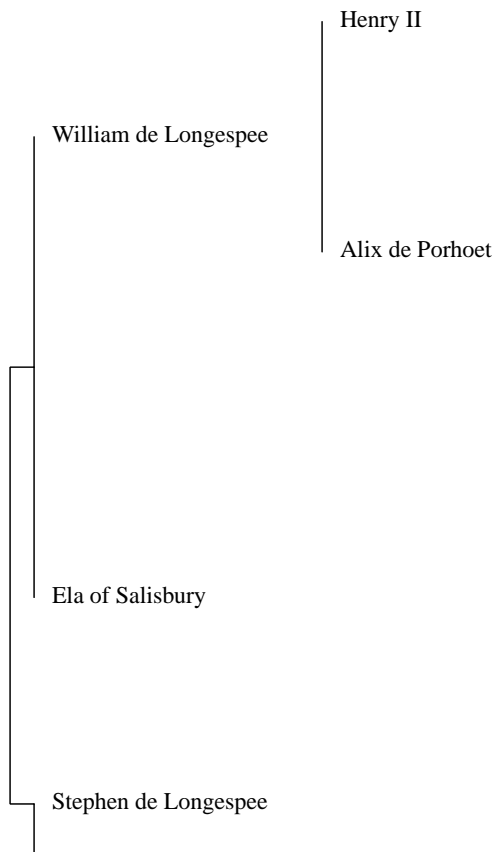 Henry II
William de Longespee
Alix de Porhoet
Ela of Salisbury
Stephen de Longespee